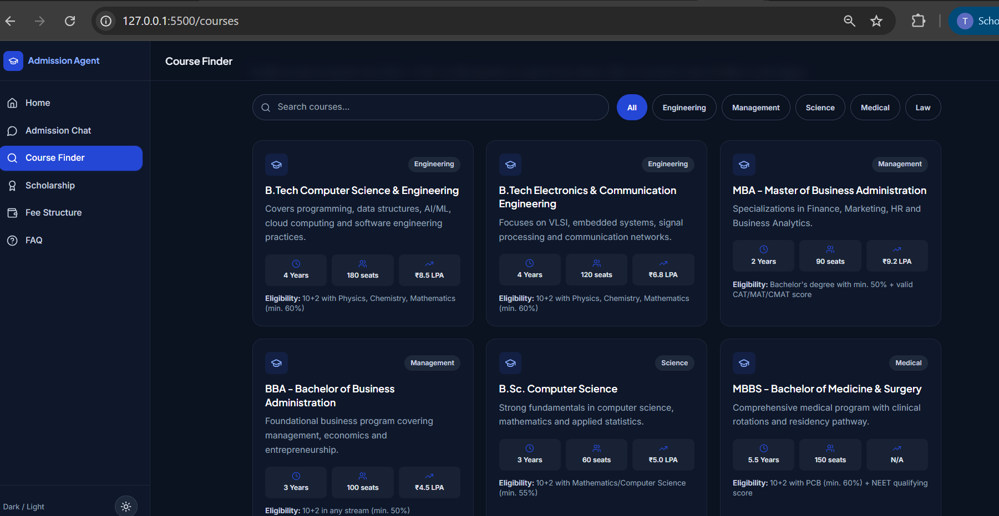 127.0.0.1:5500/courses
T
Scho
Admission Agent
Course Finder
Home
Admission Chat
Course Finder
Scholarship
Fee Structure
FAQ
Dark / Light
Search courses...
All
Engineering
Management
Science
Medical
Law
Engineering
B.Tech Computer Science & Engineering
Covers programming, data structures, AI/ML,
cloud computing and software engineering
practices.
4 Years
180 seats
₹8.5 LPA
Eligibility: 10+2 with Physics, Chemistry, Mathematics
(min. 60%)
Engineering
B.Tech Electronics & Communication
Engineering
Focuses on VLSI, embedded systems, signal
processing and communication networks.
4 Years
120 seats
₹6.8 LPA
Eligibility: 10+2 with Physics, Chemistry, Mathematics
(min. 60%)
Management
MBA – Master of Business Administration
Specializations in Finance, Marketing, HR and
Business Analytics.
2 Years
90 seats
₹9.2 LPA
Eligibility: Bachelor's degree with min. 50% + valid
CAT/MAT/CMAT score
Management
BBA – Bachelor of Business
Administration
Foundational business program covering
management, economics and
entrepreneurship.
3 Years
100 seats
₹4.5 LPA
Eligibility: 10+2 in any stream (min. 50%)
Science
B.Sc. Computer Science
Strong fundamentals in computer science,
mathematics and applied statistics.
3 Years
60 seats
₹5.0 LPA
Eligibility: 10+2 with Mathematics/Computer Science
(min. 55%)
Medical
MBBS – Bachelor of Medicine & Surgery
Comprehensive medical program with clinical
rotations and residency pathway.
5.5 Years
150 seats
N/A
Eligibility: 10+2 with PCB (min. 60%) + NEET qualifying
score